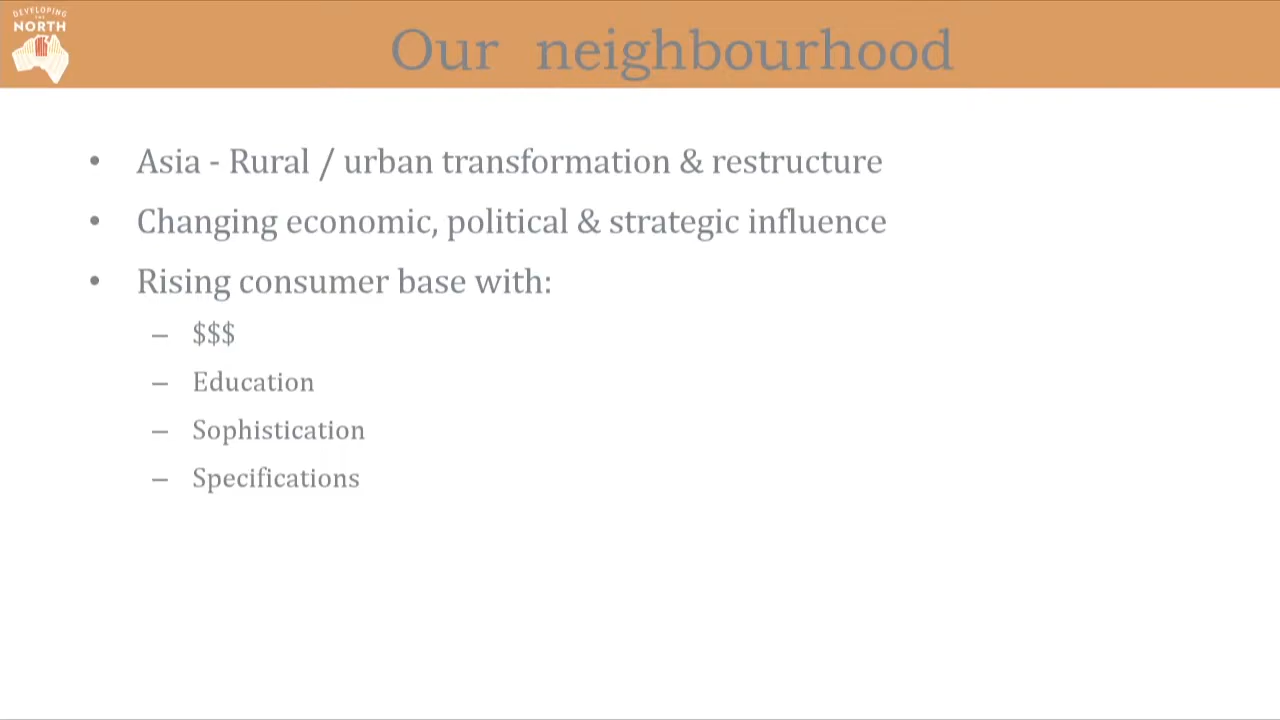 DEVELOPING
THE
NORTH
Our neighbourhood
• Asia - Rural / urban transformation & restructure
• Changing economic, political & strategic influence
• Rising consumer base with:
– $$$
– Education
– Sophistication
– Specifications